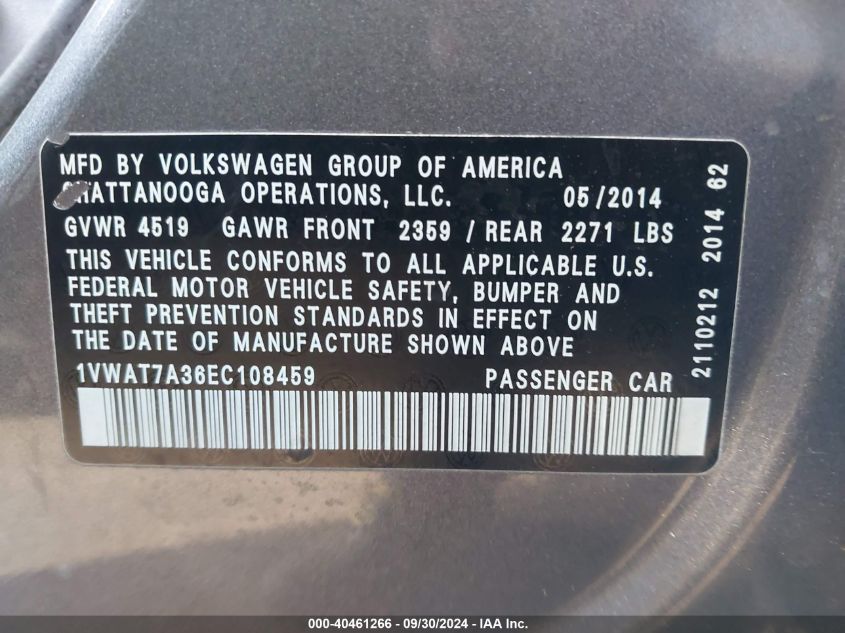 MFD BY VOLKSWAGEN GROUP OF AMERICA
CHATTANOOGA OPERATIONS, LLC. 05/2014
GVWR 4519 GAWR FRONT 2359 / REAR 2271 LBS
THIS VEHICLE CONFORMS TO ALL APPLICABLE U.S.
FEDERAL MOTOR VEHICLE SAFETY, BUMPER AND
THEFT PREVENTION STANDARDS IN EFFECT ON
THE DATE OF MANUFACTURE SHOWN ABOVE
1VWAT7A36EC108459 PASSENGER CAR
2110212 2014 62
000-40461266 - 09/30/2024 - IAA Inc.